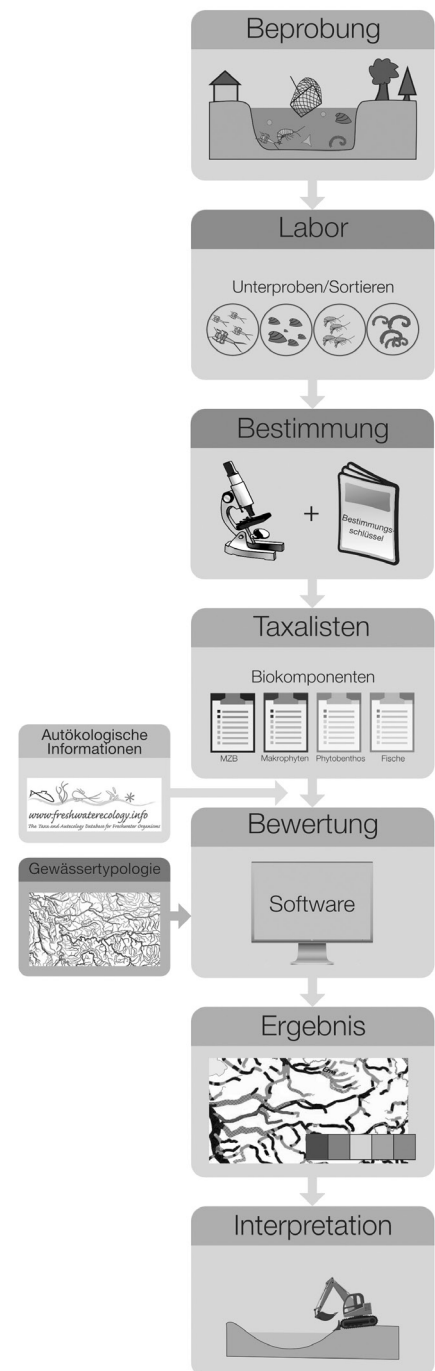 Beprobung
Labor
Unterproben/Sortieren
Bestimmung
+
Bestimmungs
schlüssel
Taxalisten
Biokomponenten
MZB Makrophyten Phytobenthos Fische
Autökologische
Informationen
www.freshwaterecology.info
The Taxa and Autecology Database for Freshwater Organisms
Bewertung
Gewässertypologie
Software
Ergebnis
Interpretation